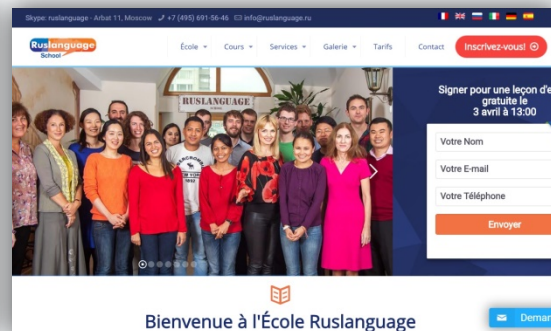 Skype: ruslanguage - Arbat 11, Moscow +7 (495) 691-56-46 info@ruslanguage.ru
Ruslanguage
School
École Cours Services Galerie Tarifs Contact Inscrivez-vous!
RUSLANGUAGE
Signer pour une leçon d'e
gratuite le
3 avril à 13:00
Votre Nom
Votre E-mail
Votre Téléphone
Envoyer
Bienvenue à l'École Ruslanguage
Deman